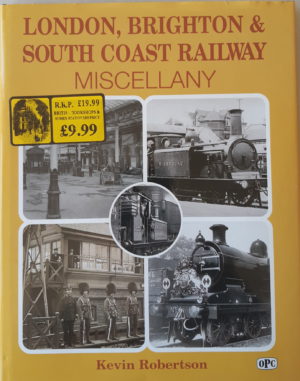 LONDON, BRIGHTON &
SOUTH COAST RAILWAY
MISCELLANY
R.R.P. £19.99
£9.99
Kevin Robertson
OPC